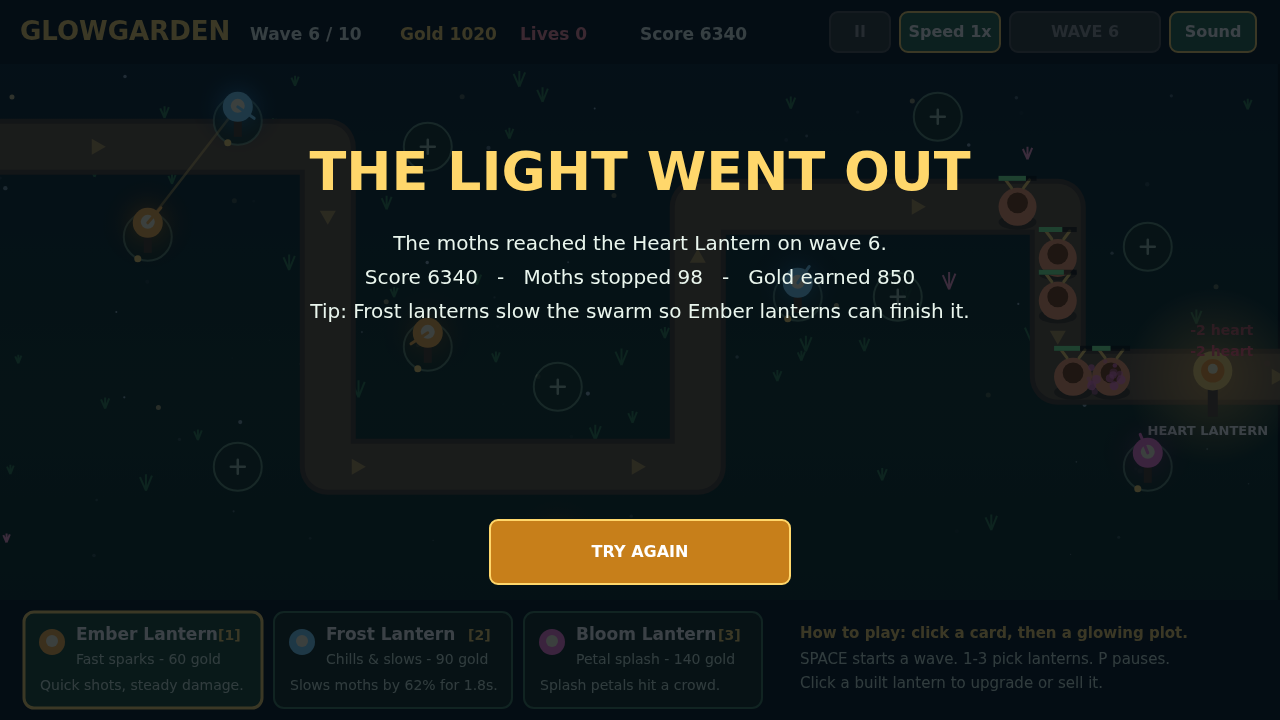 GLOWGARDEN
Wave 6 / 10
Gold 1020
Lives 0
Score 6340
II
Speed 1x
WAVE 6
Sound
THE LIGHT WENT OUT
The moths reached the Heart Lantern on wave 6.
Score 6340 - Moths stopped 98 - Gold earned 850
Tip: Frost lanterns slow the swarm so Ember lanterns can finish it.
-2 heart
-2 heart
HEART LANTERN
TRY AGAIN
Ember Lantern [1]
Fast sparks - 60 gold
Quick shots, steady damage.
Frost Lantern [2]
Chills & slows - 90 gold
Slows moths by 62% for 1.8s.
Bloom Lantern [3]
Petal splash - 140 gold
Splash petals hit a crowd.
How to play: click a card, then a glowing plot.
SPACE starts a wave. 1-3 pick lanterns. P pauses.
Click a built lantern to upgrade or sell it.